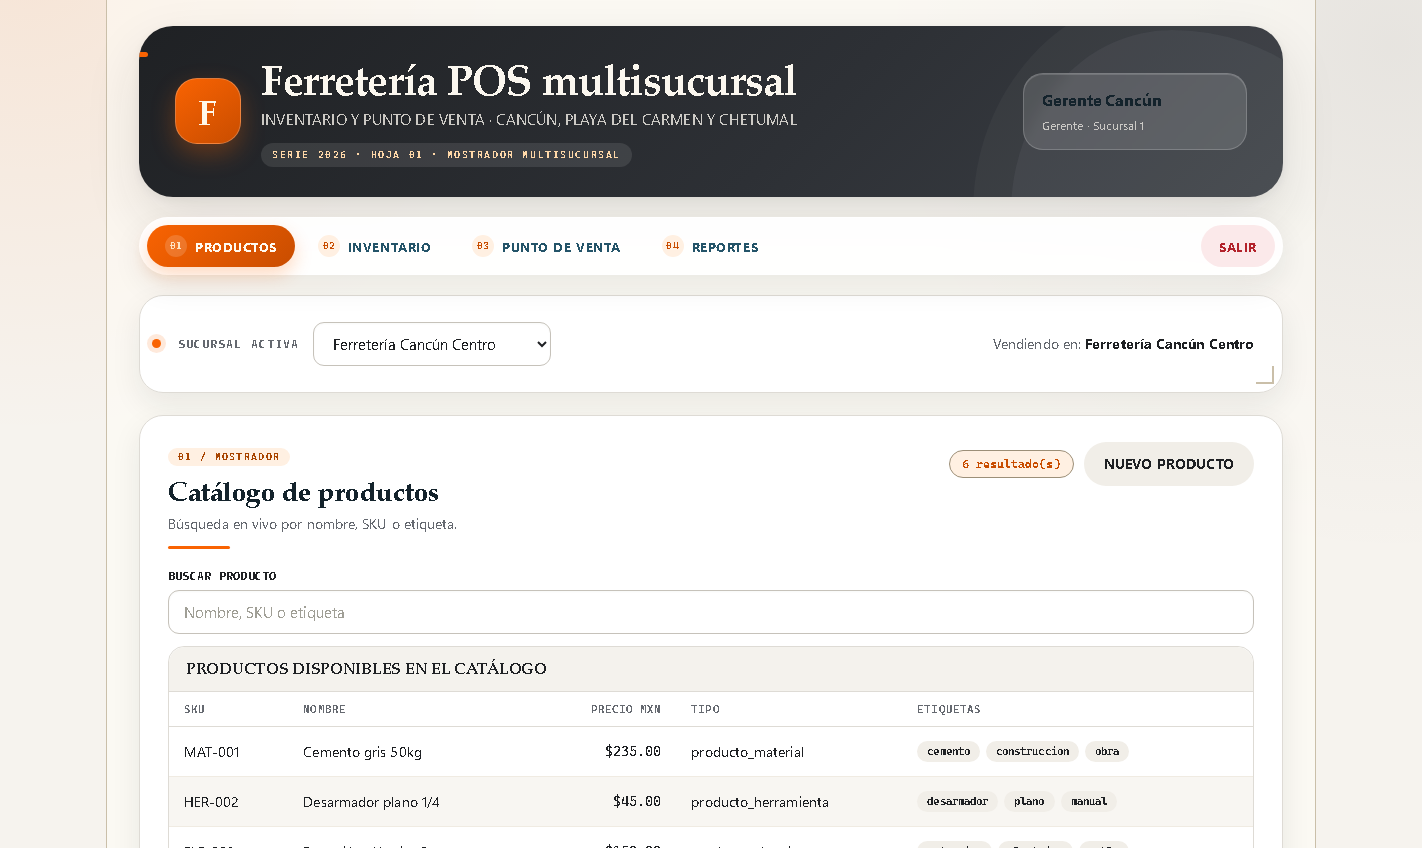 F
Ferretería POS multisucursal
INVENTARIO Y PUNTO DE VENTA · CANCÚN, PLAYA DEL CARMEN Y CHETUMAL
SERIE 2026 · HOJA 01 · MOSTRADOR MULTISUCURSAL
Gerente Cancún
Gerente · Sucursal 1
01 PRODUCTOS
02 INVENTARIO
03 PUNTO DE VENTA
04 REPORTES
SALIR
SUCURSAL ACTIVA
Ferretería Cancún Centro
Vendiendo en: Ferretería Cancún Centro
01 / MOSTRADOR
6 resultado(s)
NUEVO PRODUCTO
Catálogo de productos
Búsqueda en vivo por nombre, SKU o etiqueta.
BUSCAR PRODUCTO
Nombre, SKU o etiqueta
PRODUCTOS DISPONIBLES EN EL CATÁLOGO
SKU NOMBRE PRECIO MXN TIPO ETIQUETAS
MAT-001 Cemento gris 50kg $235.00 producto_material cemento construccion obra
HER-002 Desarmador plano 1/4 $45.00 producto_herramienta desarmador plano manual